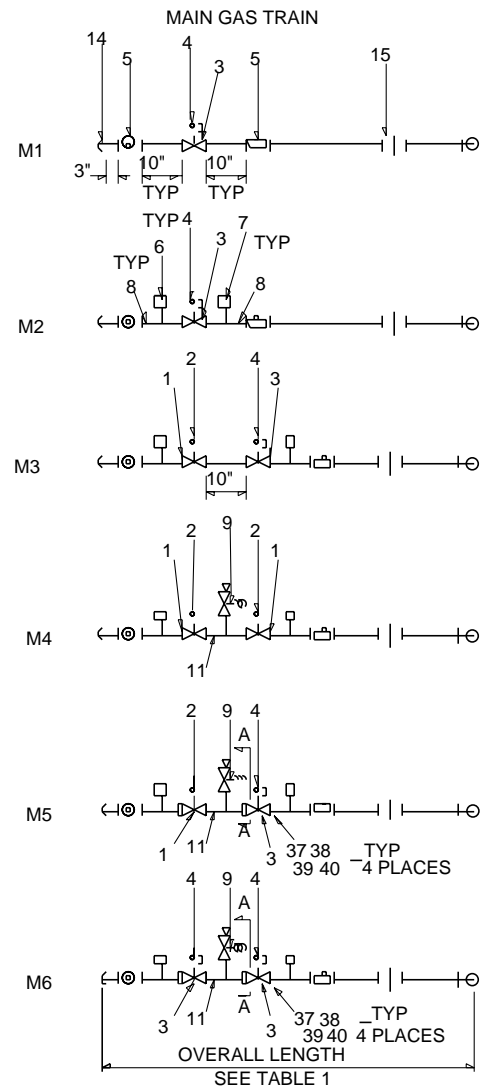 MAIN GAS TRAIN
14 5 4 3 5 15
M1
3" 10" 10"
TYP TYP
TYP 4 3 7
TYP 6 TYP
8 8
M2
2 4
1 3
M3
10"
9
1 2 2 1
M4
11
2 9 4
A
M5
A
1 11 3 37 38 TYP
39 40 4 PLACES
4 9 4
A
M6
A
3 11 3 37 38 TYP
39 40 4 PLACES
OVERALL LENGTH
SEE TABLE 1